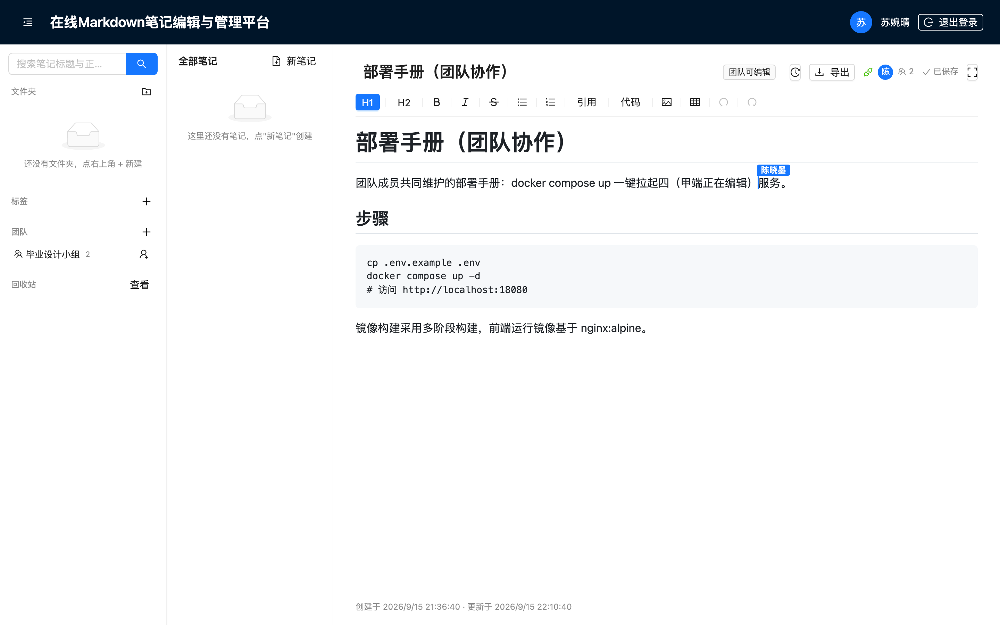 在线Markdown笔记编辑与管理平台
苏 苏婉晴 退出登录
搜索笔记标题与正...
文件夹
还没有文件夹，点右上角 + 新建
标签
团队
毕业设计小组 2
回收站 查看
全部笔记 新笔记
这里还没有笔记，点"新笔记"创建
部署手册（团队协作） 团队可编辑 导出 陈 2 已保存
H1 H2 B I S 引用 代码
部署手册（团队协作）
陈晓墨
团队成员共同维护的部署手册：docker compose up 一键拉起四（甲端正在编辑）服务。
步骤
cp .env.example .env
docker compose up -d
# 访问 http://localhost:18080
镜像构建采用多阶段构建，前端运行镜像基于 nginx:alpine。
创建于 2026/9/15 21:36:40 · 更新于 2026/9/15 22:10:40